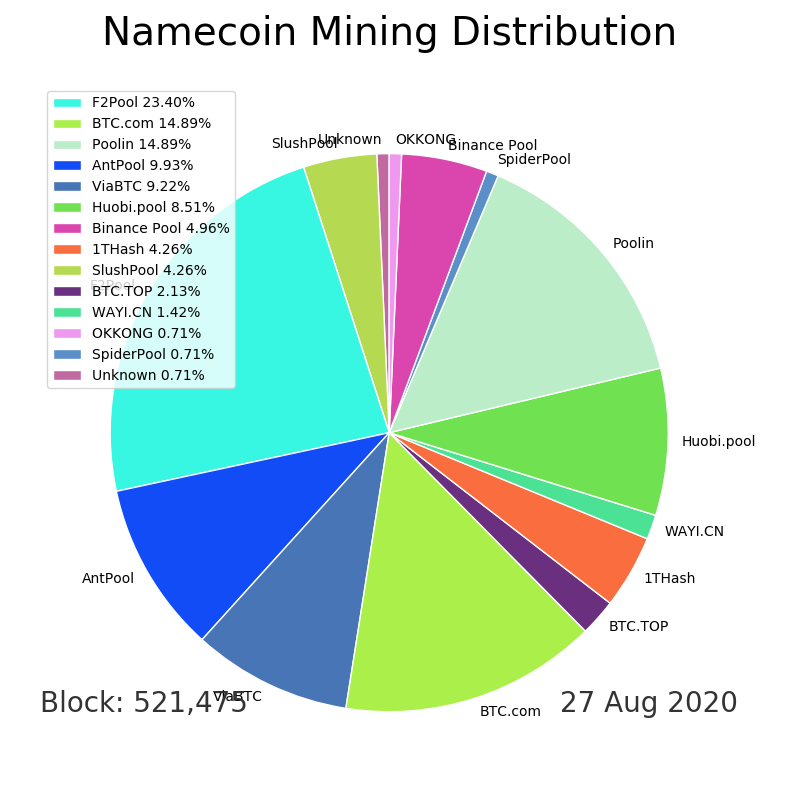 Namecoin Mining Distribution
F2Pool 23.40%
BTC.com 14.89%
Poolin 14.89%
AntPool 9.93%
ViaBTC 9.22%
Huobi.pool 8.51%
Binance Pool 4.96%
1THash 4.26%
SlushPool 4.26%
BTC.TOP 2.13%
WAYI.CN 1.42%
OKKONG 0.71%
SpiderPool 0.71%
Unknown 0.71%
SlushPool
Unknown
OKKONG
Binance Pool
SpiderPool
Poolin
F2Pool
Huobi.pool
WAYI.CN
1THash
AntPool
BTC.TOP
ViaBTC
BTC.com
Block: 521,475
27 Aug 2020